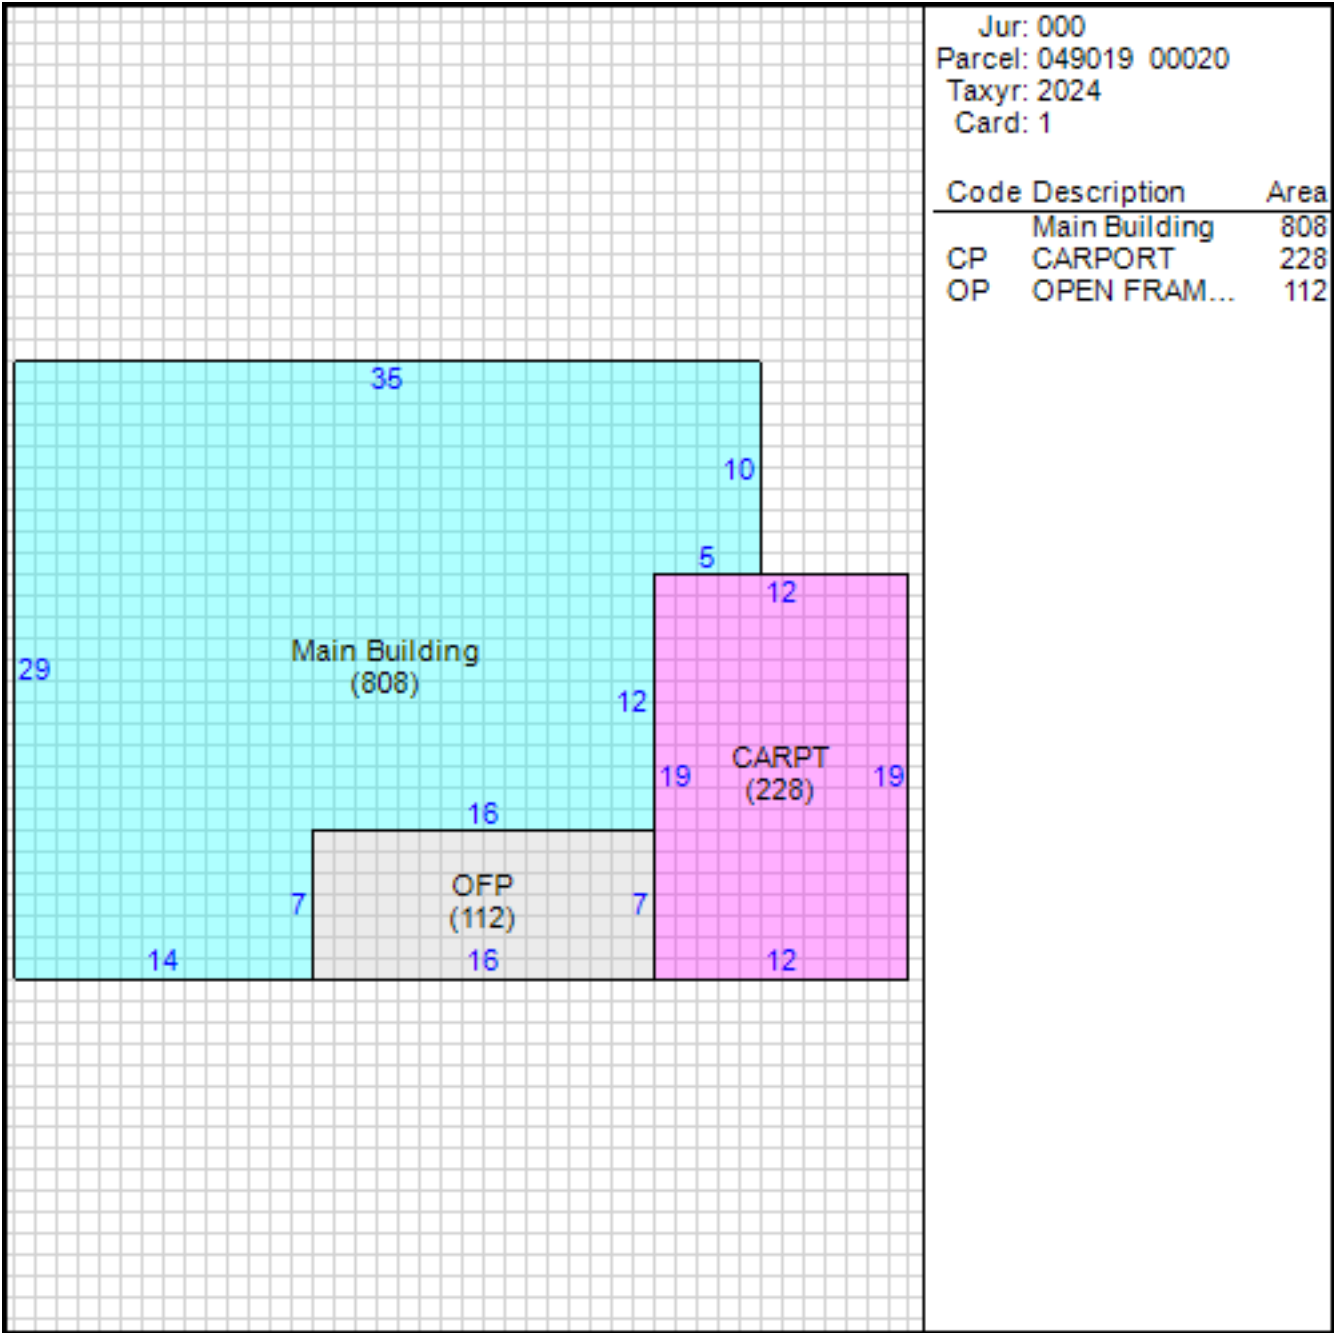 Jur: 000
Parcel: 049019 00020
Taxyr: 2024
Card: 1
Code Description Area
Main Building 808
CP CARPORT 228
OP OPEN FRAM... 112
35
10
5
12
29
Main Building
(808)
12
CARPT
(228)
19
19
16
OFP
(112)
7
7
14
16
12